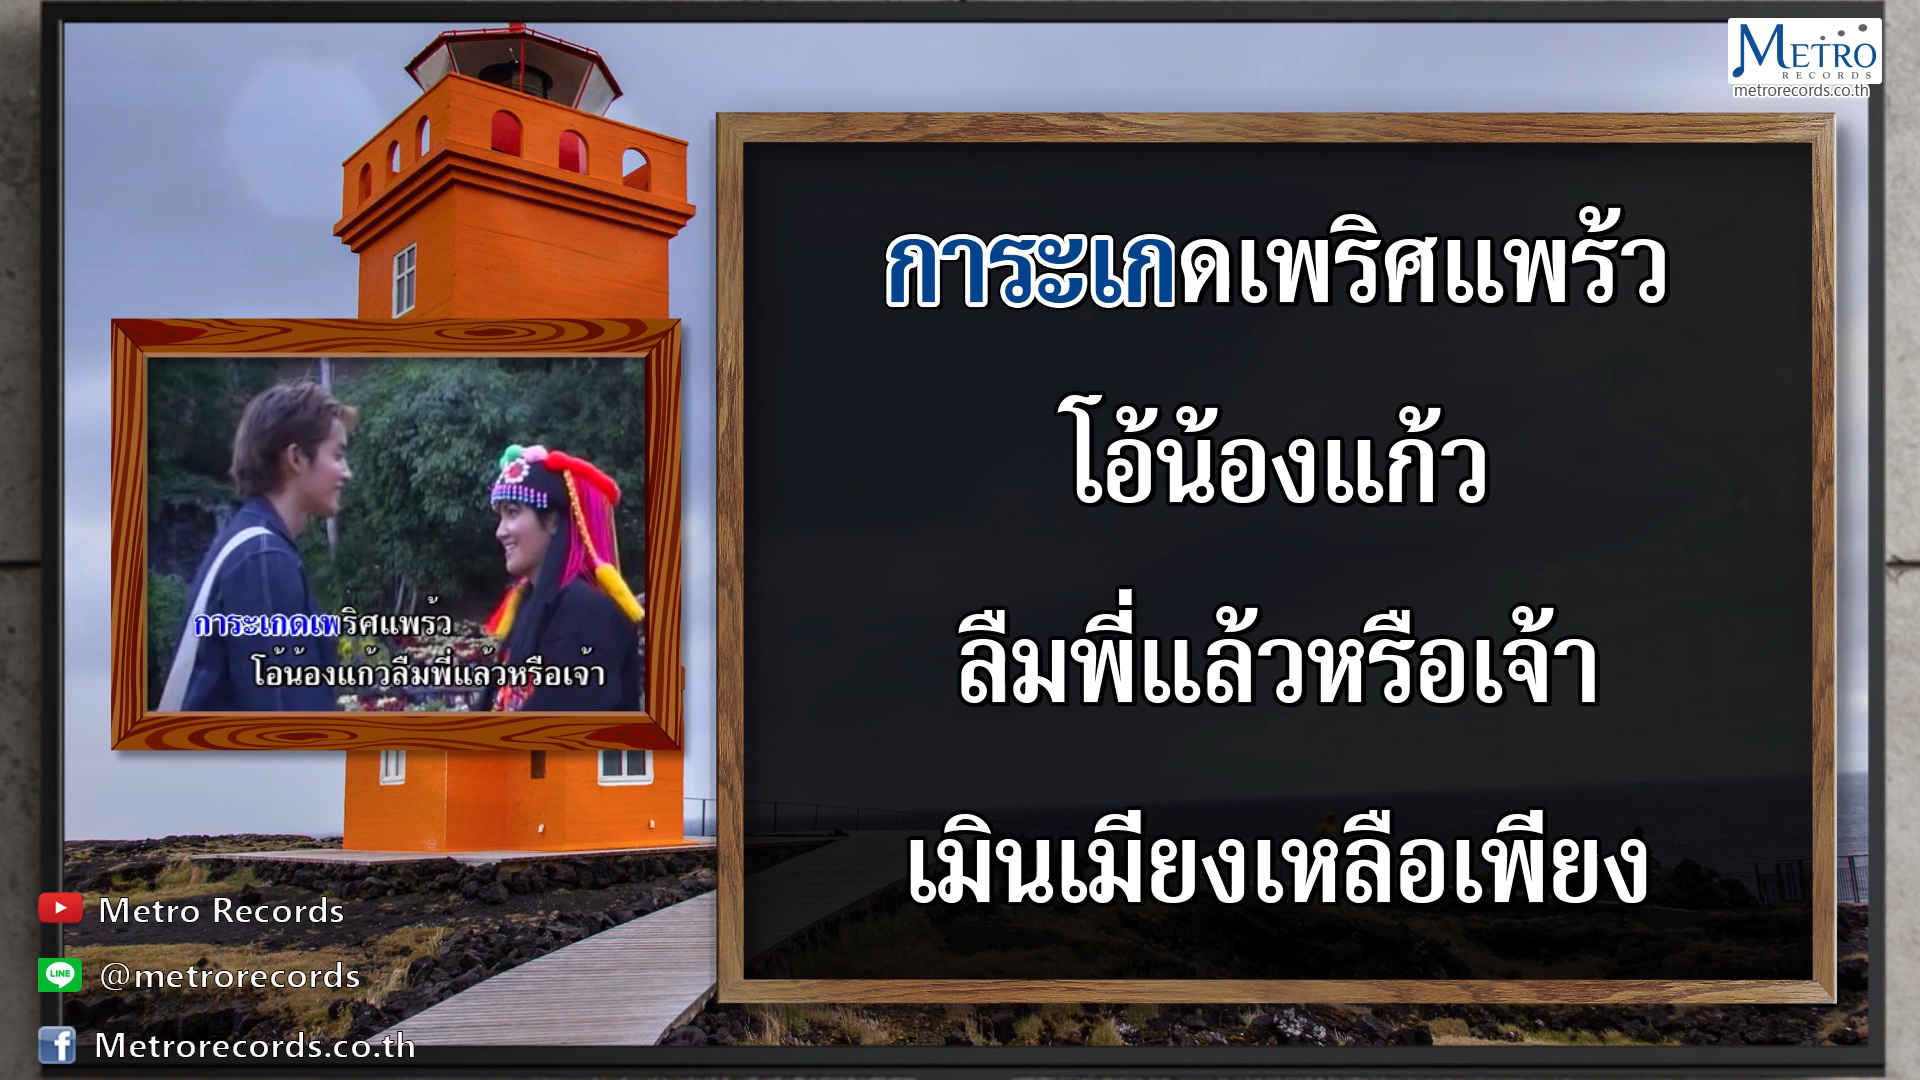 METRO
RECORDS
metrorecords.co.th
การะเกดเพริศแพร้ว
โอ้น้องแก้ว
ลืมพี่แล้วหรือเจ้า
เมินเมียงเหลือเพียง
การะเกดเพริศแพร้ว
โอ้น้องแก้วลืมพี่แล้วหรือเจ้า
Metro Records
LINE @metrorecords
f Metrorecords.co.th